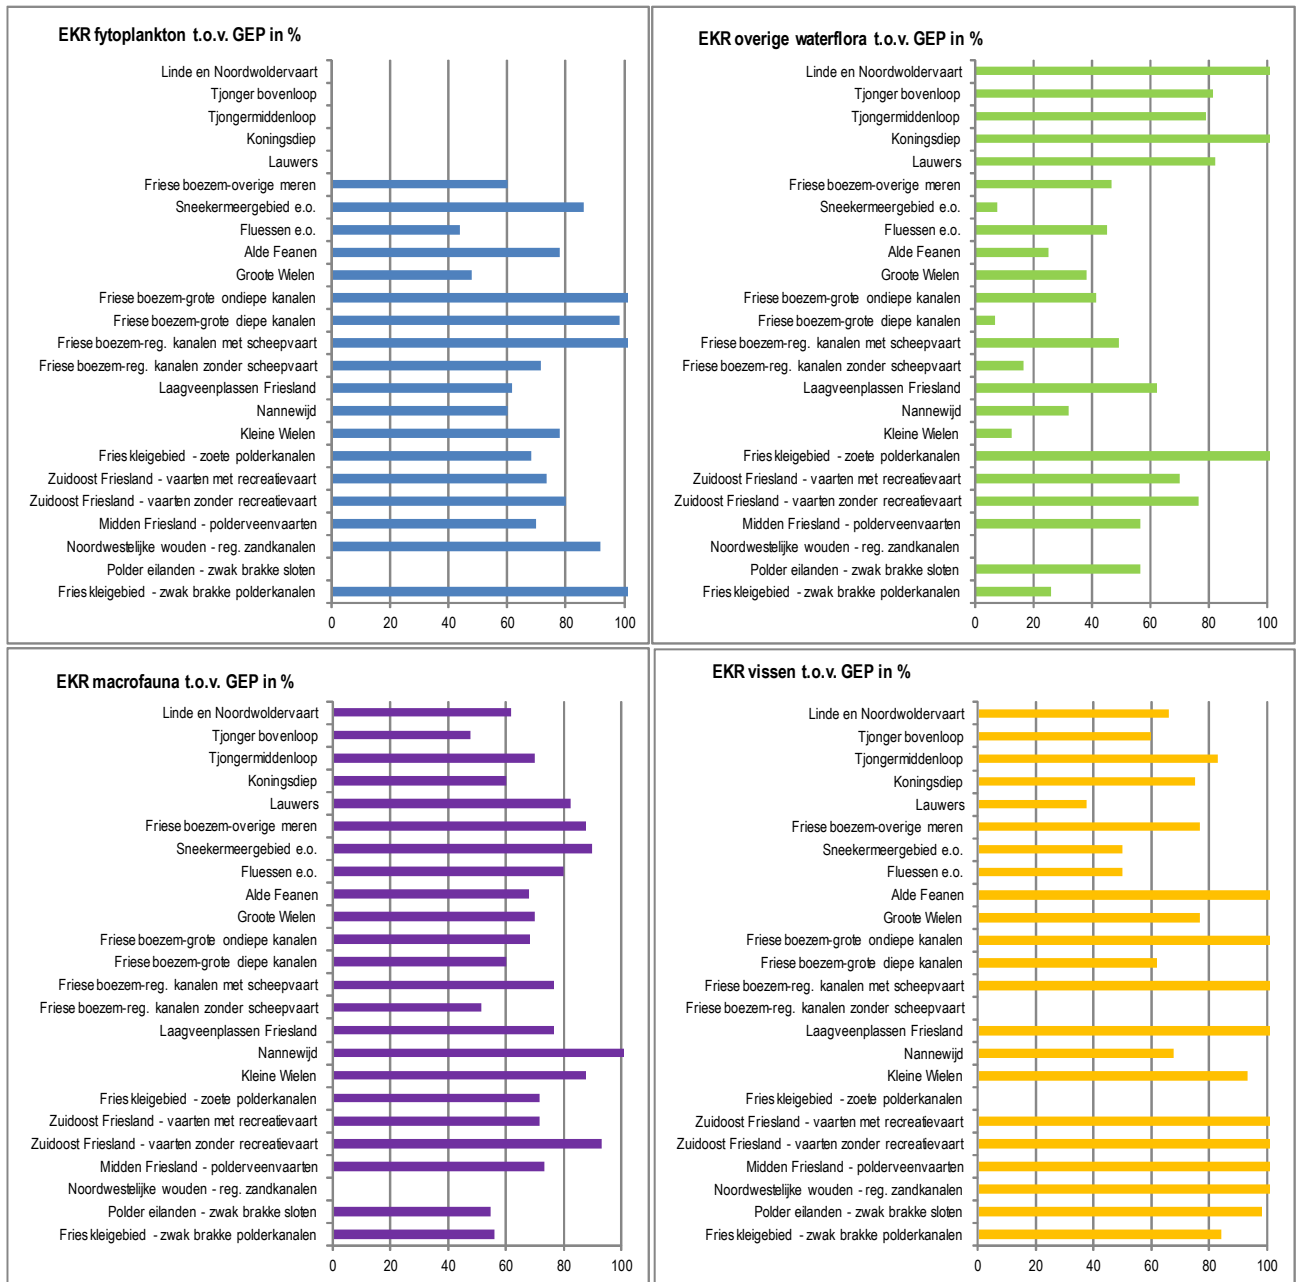 EKR fytoplankton t.o.v. GEP in %
Linde en Noordwoldervaart
Tjonger bovenloop
Tjongermiddenloop
Koningsdiep
Lauwers
Friese boezem-overige meren
Sneekermeergebied e.o.
Fluessen e.o.
Alde Feanen
Groote Wielen
Friese boezem-grote ondiepe kanalen
Friese boezem-grote diepe kanalen
Friese boezem-reg. kanalen met scheepvaart
Friese boezem-reg. kanalen zonder scheepvaart
Laagveenplassen Friesland
Nannewijd
Kleine Wielen
Fries kleigebied - zoete polderkanalen
Zuidoost Friesland - vaarten met recreatievaart
Zuidoost Friesland - vaarten zonder recreatievaart
Midden Friesland - polderveenvaarten
Noordwestelijke wouden - reg. zandkanalen
Polder eilanden - zwak brakke sloten
Fries kleigebied - zwak brakke polderkanalen
0 20 40 60 80 100
EKR overige waterflora t.o.v. GEP in %
Linde en Noordwoldervaart
Tjonger bovenloop
Tjongermiddenloop
Koningsdiep
Lauwers
Friese boezem-overige meren
Sneekermeergebied e.o.
Fluessen e.o.
Alde Feanen
Groote Wielen
Friese boezem-grote ondiepe kanalen
Friese boezem-grote diepe kanalen
Friese boezem-reg. kanalen met scheepvaart
Friese boezem-reg. kanalen zonder scheepvaart
Laagveenplassen Friesland
Nannewijd
Kleine Wielen
Fries kleigebied - zoete polderkanalen
Zuidoost Friesland - vaarten met recreatievaart
Zuidoost Friesland - vaarten zonder recreatievaart
Midden Friesland - polderveenvaarten
Noordwestelijke wouden - reg. zandkanalen
Polder eilanden - zwak brakke sloten
Fries kleigebied - zwak brakke polderkanalen
0 20 40 60 80 100
EKR macrofauna t.o.v. GEP in %
Linde en Noordwoldervaart
Tjonger bovenloop
Tjongermiddenloop
Koningsdiep
Lauwers
Friese boezem-overige meren
Sneekermeergebied e.o.
Fluessen e.o.
Alde Feanen
Groote Wielen
Friese boezem-grote ondiepe kanalen
Friese boezem-grote diepe kanalen
Friese boezem-reg. kanalen met scheepvaart
Friese boezem-reg. kanalen zonder scheepvaart
Laagveenplassen Friesland
Nannewijd
Kleine Wielen
Fries kleigebied - zoete polderkanalen
Zuidoost Friesland - vaarten met recreatievaart
Zuidoost Friesland - vaarten zonder recreatievaart
Midden Friesland - polderveenvaarten
Noordwestelijke wouden - reg. zandkanalen
Polder eilanden - zwak brakke sloten
Fries kleigebied - zwak brakke polderkanalen
0 20 40 60 80 100
EKR vissen t.o.v. GEP in %
Linde en Noordwoldervaart
Tjonger bovenloop
Tjongermiddenloop
Koningsdiep
Lauwers
Friese boezem-overige meren
Sneekermeergebied e.o.
Fluessen e.o.
Alde Feanen
Groote Wielen
Friese boezem-grote ondiepe kanalen
Friese boezem-grote diepe kanalen
Friese boezem-reg. kanalen met scheepvaart
Friese boezem-reg. kanalen zonder scheepvaart
Laagveenplassen Friesland
Nannewijd
Kleine Wielen
Fries kleigebied - zoete polderkanalen
Zuidoost Friesland - vaarten met recreatievaart
Zuidoost Friesland - vaarten zonder recreatievaart
Midden Friesland - polderveenvaarten
Noordwestelijke wouden - reg. zandkanalen
Polder eilanden - zwak brakke sloten
Fries kleigebied - zwak brakke polderkanalen
0 20 40 60 80 100